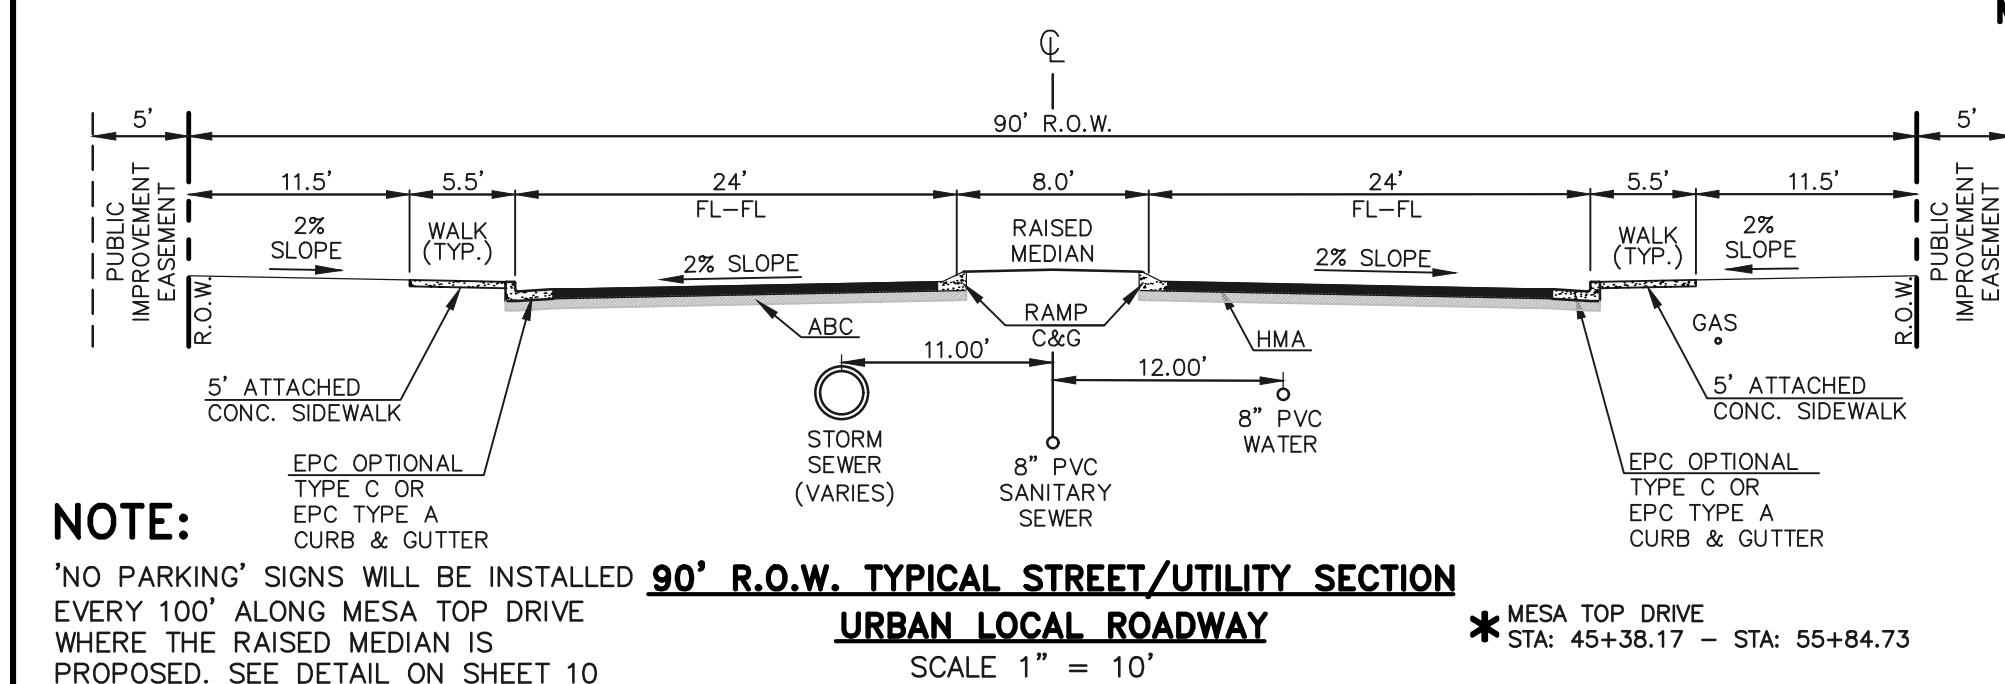 ℄
5' 90' R.O.W. 5'
11.5' 5.5' 24' 8.0' 24' 5.5' 11.5'
FL-FL FL-FL
PUBLIC
IMPROVEMENT
EASEMENT
R.O.W.
2%
SLOPE
WALK
(TYP.)
2% SLOPE
RAISED
MEDIAN
2% SLOPE
WALK
(TYP.)
2%
SLOPE
PUBLIC
IMPROVEMENT
EASEMENT
R.O.W.
ABC
RAMP
C&G
HMA
GAS
11.00'
12.00'
5' ATTACHED
CONC. SIDEWALK
5' ATTACHED
CONC. SIDEWALK
STORM
SEWER
(VARIES)
8" PVC
SANITARY
SEWER
8" PVC
WATER
EPC OPTIONAL
TYPE C OR
EPC TYPE A
CURB & GUTTER
EPC OPTIONAL
TYPE C OR
EPC TYPE A
CURB & GUTTER
NOTE:
'NO PARKING' SIGNS WILL BE INSTALLED
EVERY 100' ALONG MESA TOP DRIVE
WHERE THE RAISED MEDIAN IS
PROPOSED. SEE DETAIL ON SHEET 10
90' R.O.W. TYPICAL STREET/UTILITY SECTION
URBAN LOCAL ROADWAY
SCALE 1" = 10'
* MESA TOP DRIVE
STA: 45+38.17 - STA: 55+84.73